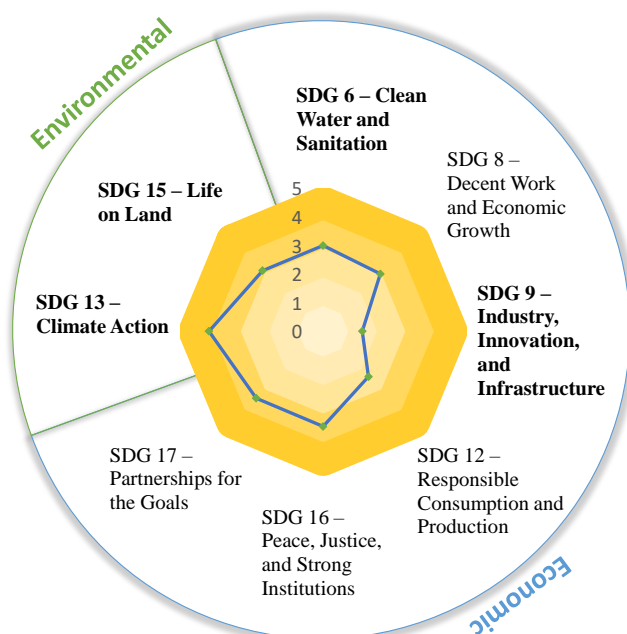 Environmental
SDG 6 – Clean
Water and
Sanitation
SDG 8 –
Decent Work
and Economic
Growth
SDG 15 – Life
on Land
5
4
3
2
1
0
SDG 13 –
Climate Action
SDG 9 –
Industry,
Innovation,
and
Infrastructure
SDG 17 –
Partnerships for
the Goals
SDG 12 –
Responsible
Consumption and
Production
SDG 16 –
Peace, Justice,
and Strong
Institutions
Economic